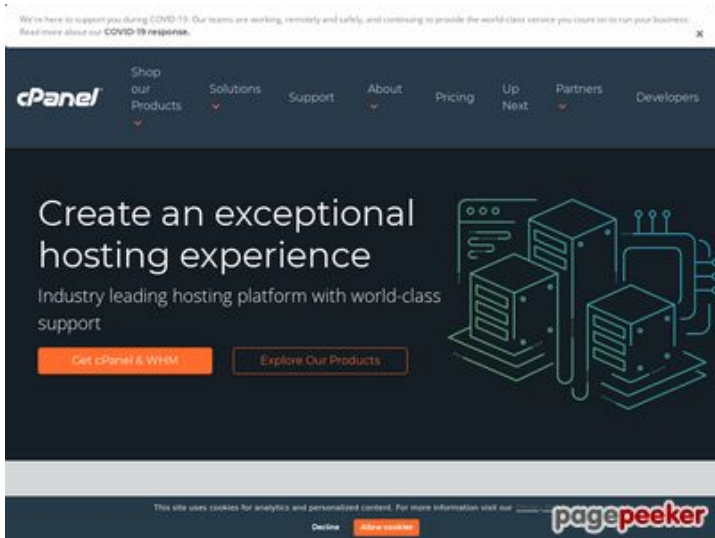 We're here to support you during COVID-19. Our teams are working, remotely and safely, and continuing to provide the world-class service you count on to run your business.
Read more about our COVID-19 response.
×
cPanel
Shop
our
Products
Solutions
Support
About
Pricing
Up
Next
Partners
Developers
Create an exceptional
hosting experience
Industry leading hosting platform with world-class
support
Get cPanel & WHM
Explore Our Products
This site uses cookies for analytics and personalized content. For more information visit our
Decline
Allow cookies
pagepeeker